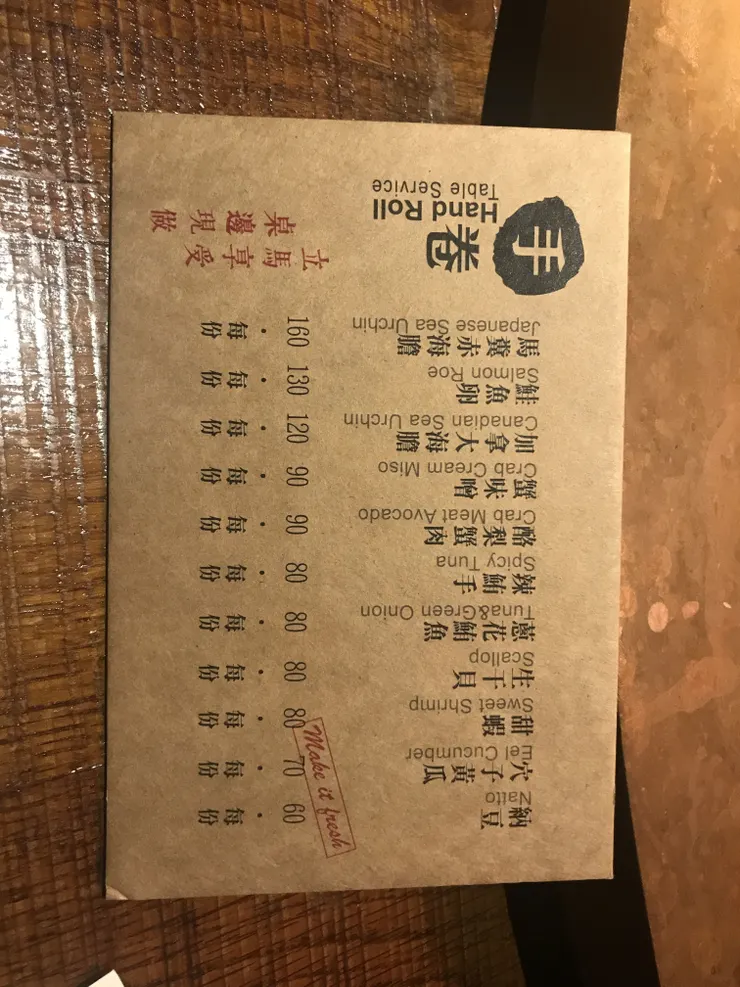 手卷
Hand Roll
Table Service
桌邊現做
立馬享受
Japanese Sea Urchin
馬糞赤海膽
160・每份
Salmon Roe
鮭魚卵
130・每份
Canadian Sea Urchin
加拿大海膽
120・每份
Crab Cream Miso
蟹味噌
90・每份
Crab Meat Avocado
酪梨蟹肉
90・每份
Spicy Tuna
辣鮪手
80・每份
Tuna&Green Onion
蔥花鮪魚
80・每份
Scallop
生干貝
80・每份
Sweet Shrimp
甜蝦
80・每份
Eel Cucumber
穴子黃瓜
70・每份
Natto
納豆
60・每份
Make it fresh